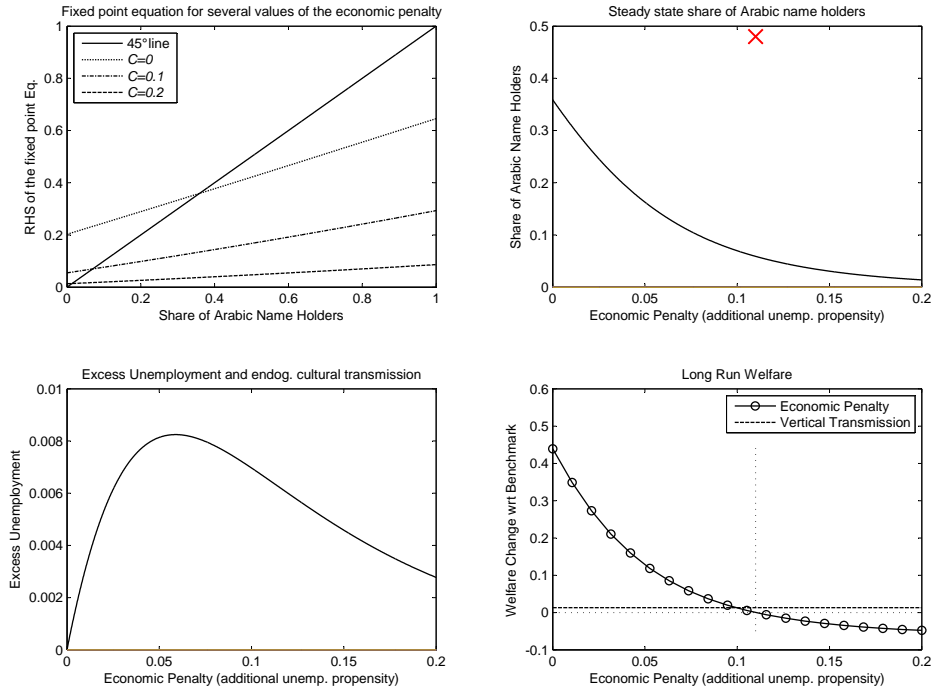 Fixed point equation for several values of the economic penalty
RHS of the fixed point Eq.
1
0.8
0.6
0.4
0.2
0
45°line
C=0
C=0.1
C=0.2
0 0.2 0.4 0.6 0.8 1
Share of Arabic Name Holders
Steady state share of Arabic name holders
Share of Arabic Name Holders
0.5
0.4
0.3
0.2
0.1
0
0 0.05 0.1 0.15 0.2
Economic Penalty (additional unemp. propensity)
Excess Unemployment and endog. cultural transmission
Excess Unemployment
0.01
0.008
0.006
0.004
0.002
0
0 0.05 0.1 0.15 0.2
Economic Penalty (additional unemp. propensity)
Long Run Welfare
Welfare Change wrt Benchmark
0.6
0.5
0.4
0.3
0.2
0.1
0
-0.1
Economic Penalty
Vertical Transmission
0 0.05 0.1 0.15 0.2
Economic Penalty (additional unemp. propensity)